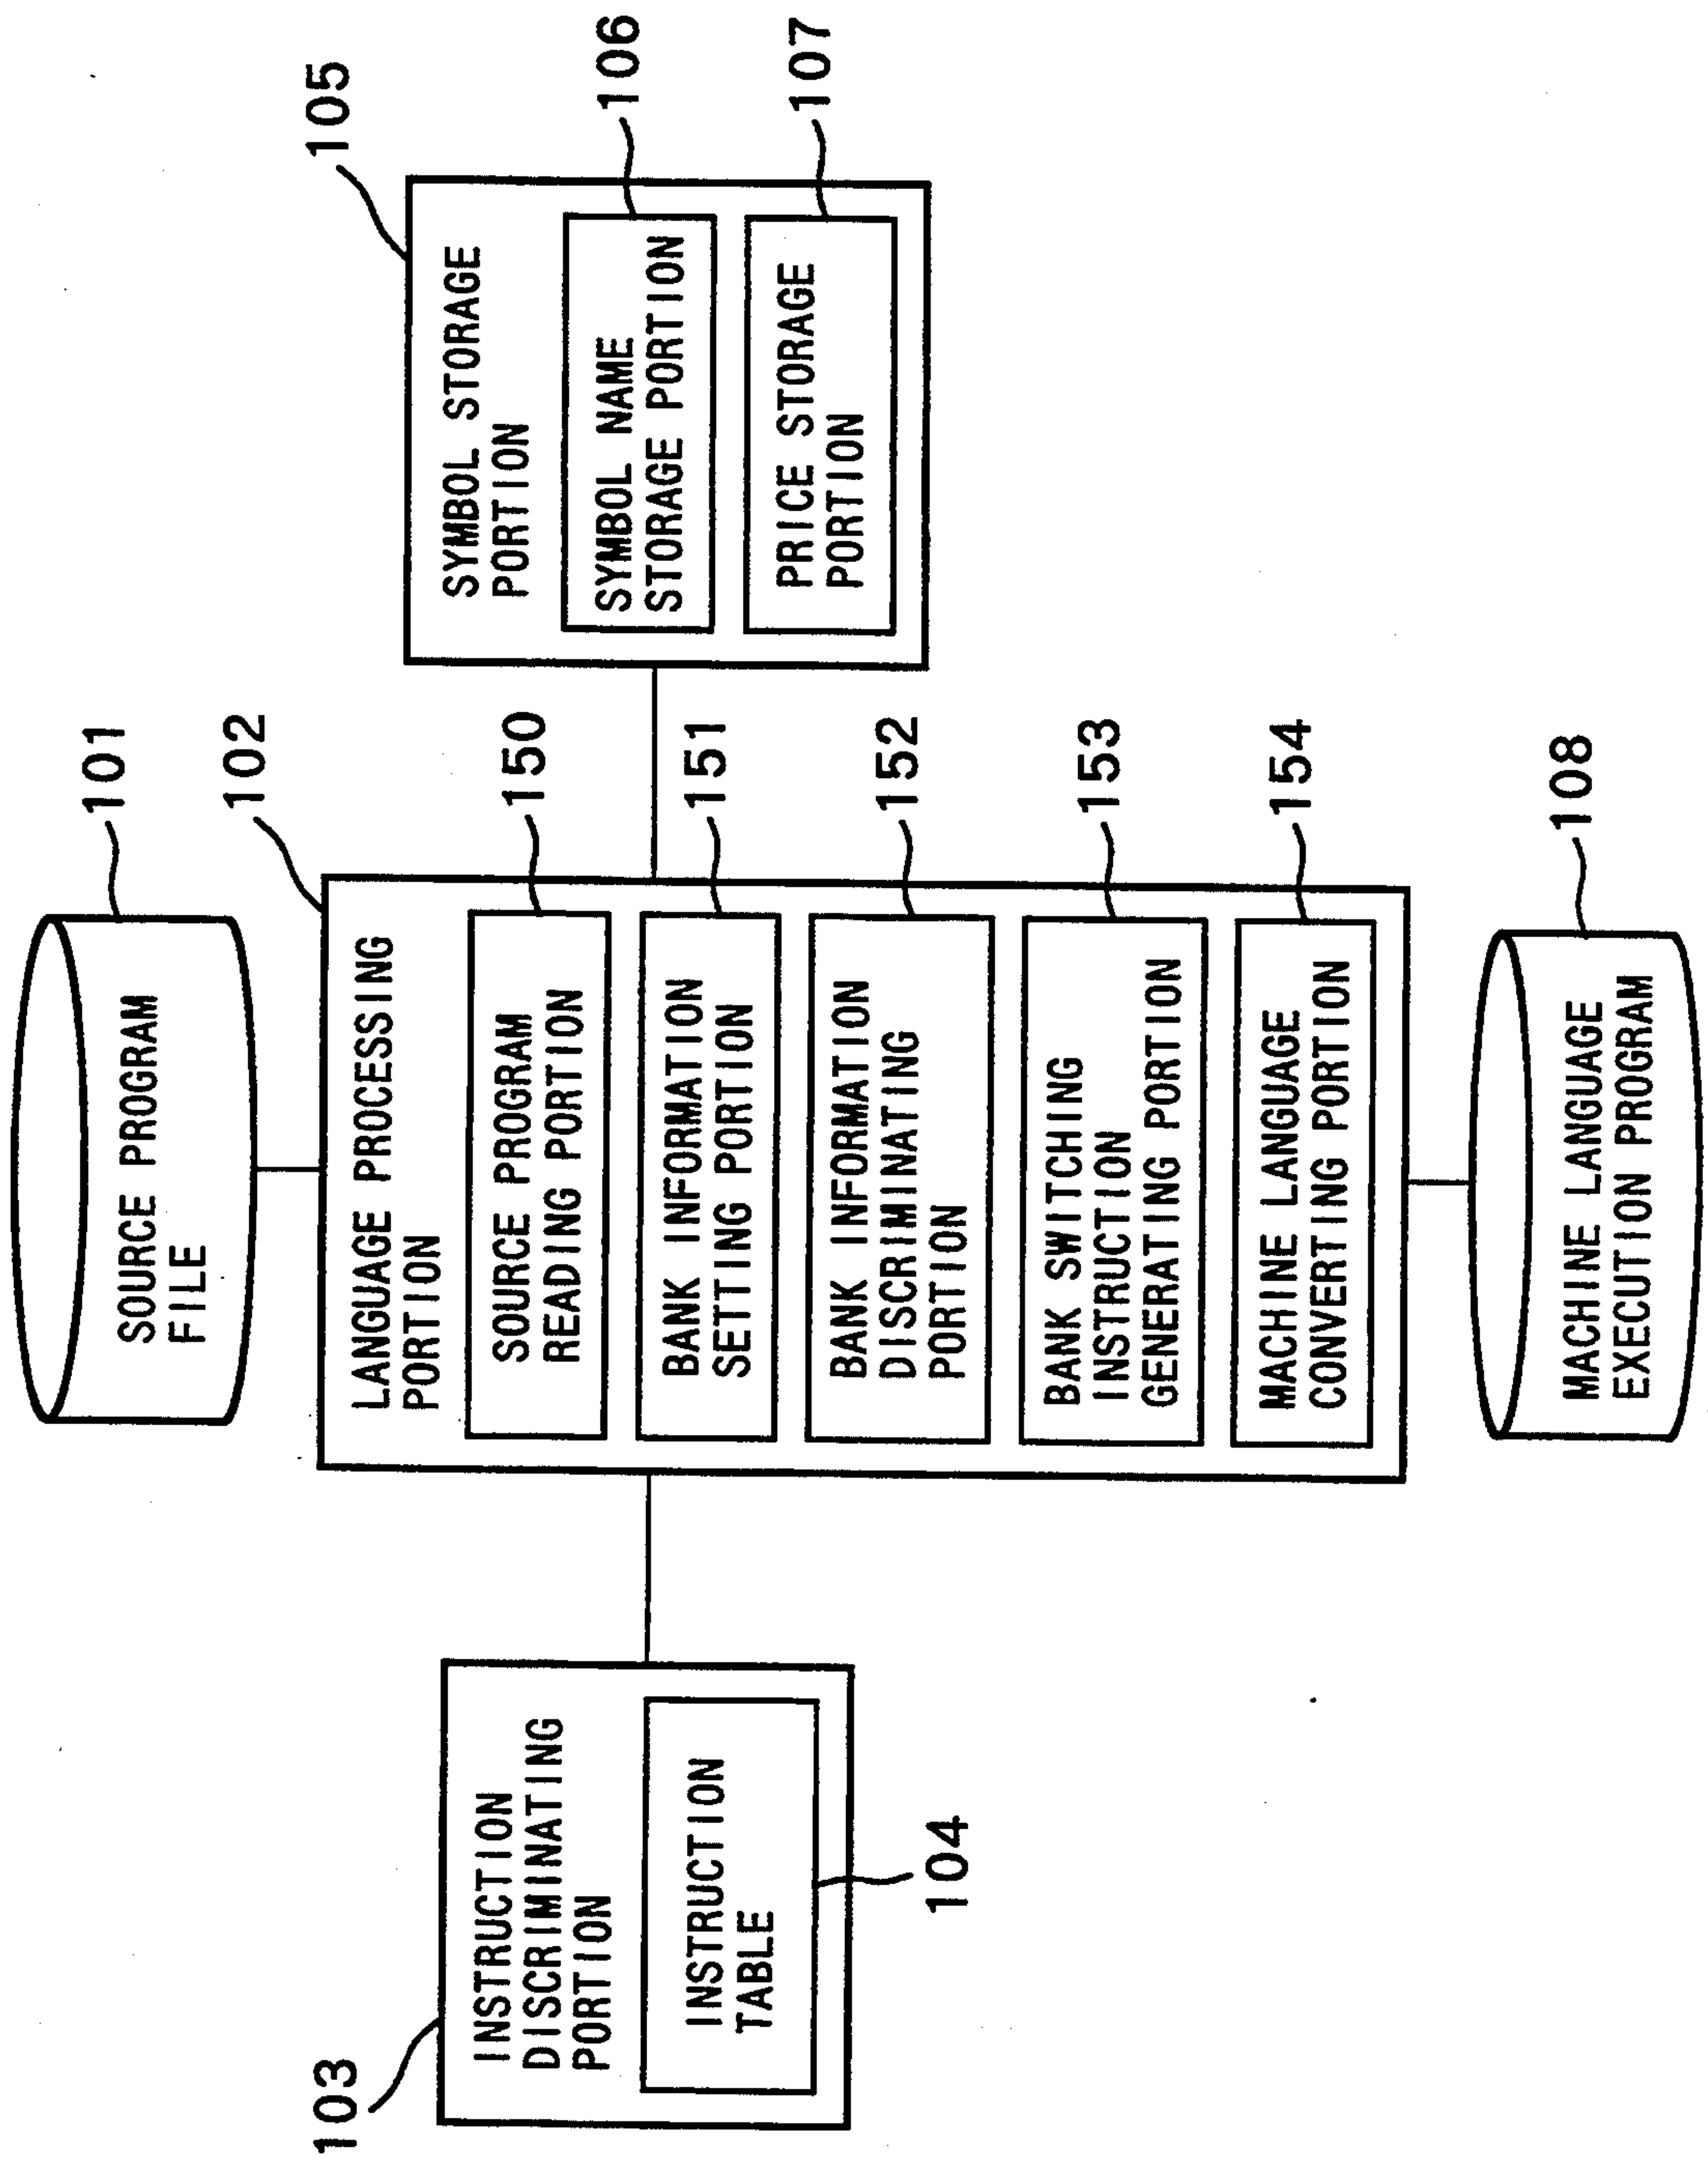 101
SOURCE PROGRAM
FILE
102
LANGUAGE PROCESSING
PORTION
150
SOURCE PROGRAM
READING PORTION
151
BANK INFORMATION
SETTING PORTION
152
BANK INFORMATION
DISCRIMINATING
PORTION
153
BANK SWITCHING
INSTRUCTION
GENERATING PORTION
154
MACHINE LANGUAGE
CONVERTING PORTION
103
INSTRUCTION
DISCRIMINATING
PORTION
INSTRUCTION
TABLE
104
105
SYMBOL STORAGE
PORTION
106
SYMBOL NAME
STORAGE PORTION
107
PRICE STORAGE
PORTION
108
MACHINE LANGUAGE
EXECUTION PROGRAM